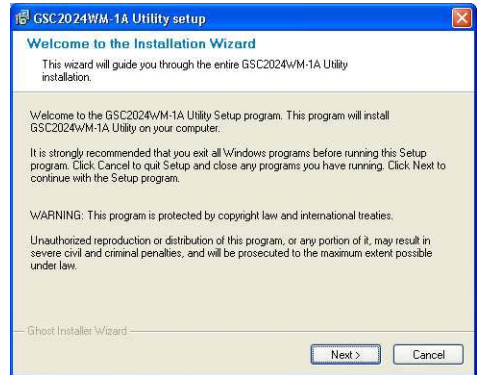 GSC2024WM-1A Utility setup
Welcome to the Installation Wizard
This wizard will guide you through the entire GSC2024WM-1A Utility
installation.
Welcome to the GSC2024WM-1A Utility Setup program. This program will install
GSC2024WM-1A Utility on your computer.
It is strongly recommended that you exit all Windows programs before running this Setup
program. Click Cancel to quit Setup and close any programs you have running. Click Next to
continue with the Setup program.
WARNING: This program is protected by copyright law and international treaties.
Unauthorized reproduction or distribution of this program, or any portion of it, may result in
severe civil and criminal penalties, and will be prosecuted to the maximum extent possible
under law.
Ghost Installer Wizard
Next > Cancel